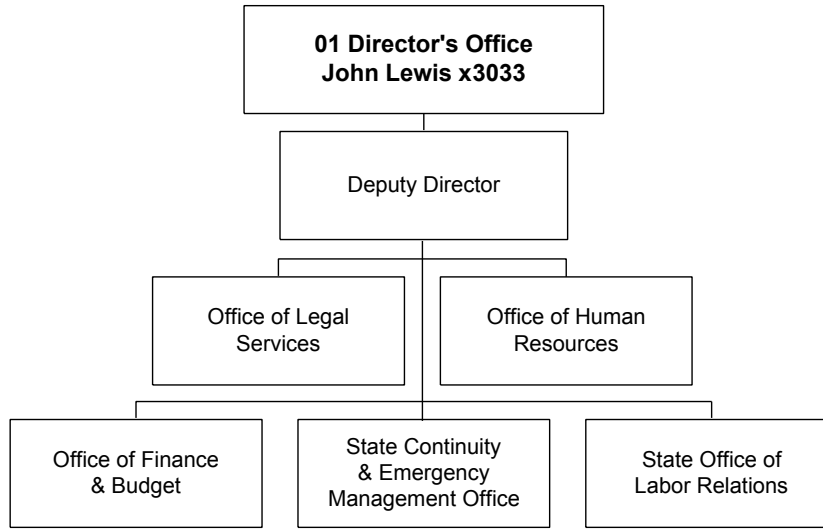 01 Director's Office
John Lewis x3033
Deputy Director
Office of Legal
Services
Office of Human
Resources
Office of Finance
& Budget
State Continuity
& Emergency
Management Office
State Office of
Labor Relations